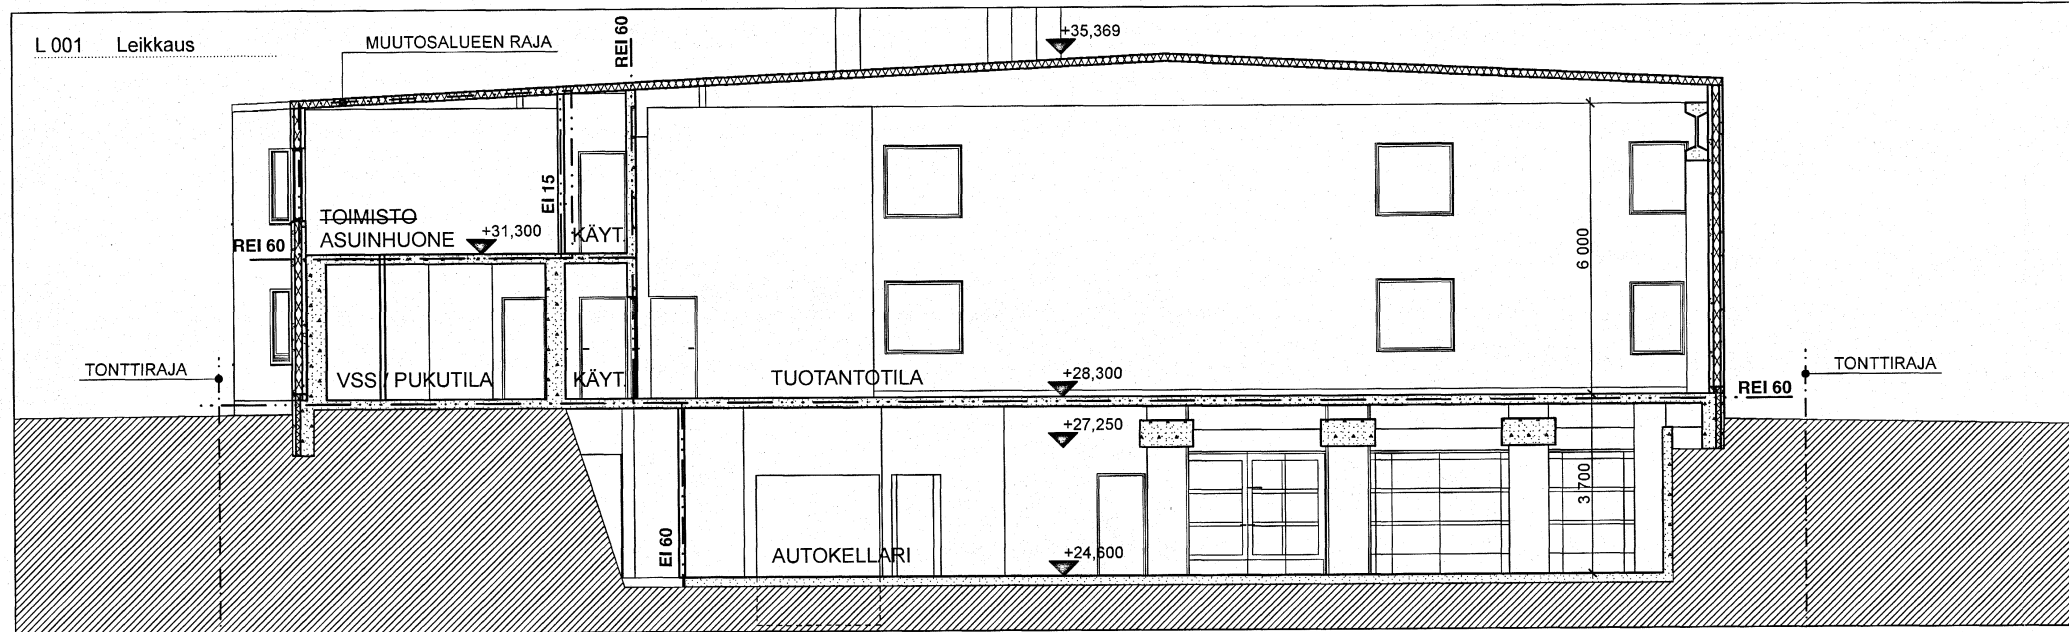 L 001 Leikkaus
MUUTOSALUEEN RAJA
REI 60
+35,369
EI 15
TOIMISTO
ASUINHUONE
+31,300
KÄYT.
REI 60
6 000
TONTTIRAJA
VSS / PUKUTILA
KÄYT.
TUOTANTOTILA
+28,300
REI 60
TONTTIRAJA
+27,250
3 700
EI 60
AUTOKELLARI
+24,600